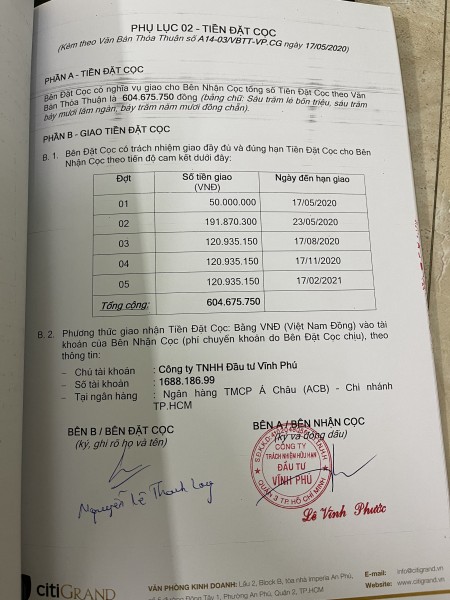 PHỤ LỤC 02 - TIỀN ĐẶT CỌC
(Kèm theo Văn Bản Thỏa Thuận số A14-03/VBTT-VP.CG ngày 17/05/2020)
PHẦN A - TIỀN ĐẶT CỌC
Bên Đặt Cọc có nghĩa vụ giao cho Bên Nhận Cọc tổng số Tiền Đặt Cọc theo Văn
Bản Thỏa Thuận là 604.675.750 đồng (bằng chữ: Sáu trăm lẻ bốn triệu, sáu trăm
bảy mươi lăm ngàn, bảy trăm năm mươi đồng chẵn).
PHẦN B - GIAO TIỀN ĐẶT CỌC
B. 1. Bên Đặt Cọc có trách nhiệm giao đầy đủ và đúng hạn Tiền Đặt Cọc cho Bên
Nhận Cọc theo tiến độ cam kết dưới đây:
Đợt Số tiền giao Ngày đến hạn giao
(VNĐ)
01 50.000.000 17/05/2020
02 191.870.300 23/05/2020
03 120.935.150 17/08/2020
04 120.935.150 17/11/2020
05 120.935.150 17/02/2021
Tổng cộng: 604.675.750
B. 2. Phương thức giao nhận Tiền Đặt Cọc: Bằng VNĐ (Việt Nam Đồng) vào tài
khoản của Bên Nhận Cọc (phí chuyển khoản do Bên Đặt Cọc chịu), theo
thông tin:
– Chủ tài khoản : Công ty TNHH Đầu tư Vĩnh Phú
– Số tài khoản : 1688.186.99
– Tại ngân hàng : Ngân hàng TMCP Á Châu (ACB) - Chi nhánh
TP.HCM
BÊN B / BÊN ĐẶT CỌC BÊN A / BÊN NHẬN CỌC
(ký, ghi rõ họ và tên) (ký và đóng dấu)
CÔNG TY
TRÁCH NHIỆM HỮU HẠN
ĐẦU TƯ
VĨNH PHÚ
QUẬN 3 TP. HỒ CHÍ MINH
Nguyễn Lê Thanh
Lê Vĩnh Phước
citiGRAND
VĂN PHÒNG KINH DOANH: Lầu 2, Block B, tòa nhà Imperia An Phú,
Đường Đông Tây 1, Phường An Phú, Quận 2, TP.HCM
E-mail: info@citigrand.vn
Website: www.citigrand.vn